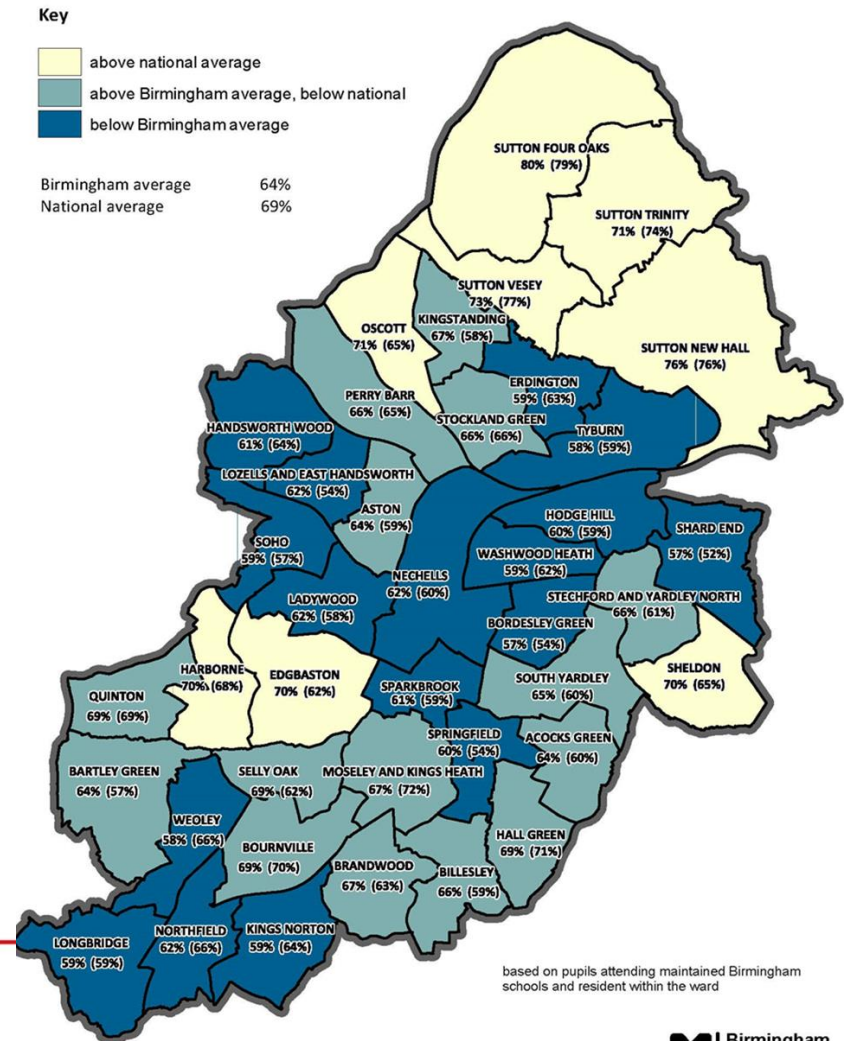 Key
above national average
above Birmingham average, below national
below Birmingham average
Birmingham average 64%
National average 69%
SUTTON FOUR OAKS
80% (79%)
SUTTON TRINITY
71% (74%)
SUTTON VESEY
73% (77%)
KINGSTANDING
67% (58%)
OSCOTT
71% (65%)
SUTTON NEW HALL
76% (76%)
ERDINGTON
59% (63%)
PERRY BARR
66% (65%)
STOCKLAND GREEN
66% (66%)
TYBURN
58% (59%)
HANDSWORTH WOOD
61% (64%)
LOZELLS AND EAST HANDSWORTH
62% (54%)
ASTON
64% (59%)
HODGE HILL
60% (59%)
SHARD END
57% (52%)
SOHO
59% (57%)
WASHWOOD HEATH
59% (62%)
NECHELLS
62% (60%)
LADYWOOD
62% (58%)
STECHFORD AND YARDLEY NORTH
66% (61%)
BORDESLEY GREEN
57% (54%)
HARBORNE
70% (68%)
EDGBASTON
70% (62%)
SPARKBROOK
61% (59%)
SOUTH YARDLEY
65% (60%)
SHELDON
70% (65%)
QUINTON
69% (69%)
SPRINGFIELD
60% (54%)
ACOCKS GREEN
64% (60%)
BARTLEY GREEN
64% (57%)
SELLY OAK
69% (62%)
MOSELEY AND KINGS HEATH
67% (72%)
WEOLEY
58% (66%)
HALL GREEN
69% (71%)
BOURNVILLE
69% (70%)
BRANDWOOD
67% (63%)
BILLESLEY
66% (59%)
LONGBRIDGE
59% (59%)
NORTHFIELD
62% (66%)
KINGS NORTON
59% (64%)
based on pupils attending maintained Birmingham
schools and resident within the ward
Birmingham